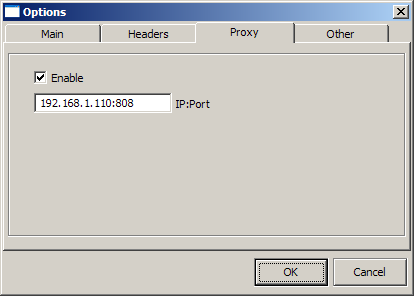 Options
Main Headers Proxy Other
Enable
192.168.1.110:808 IP:Port
OK Cancel